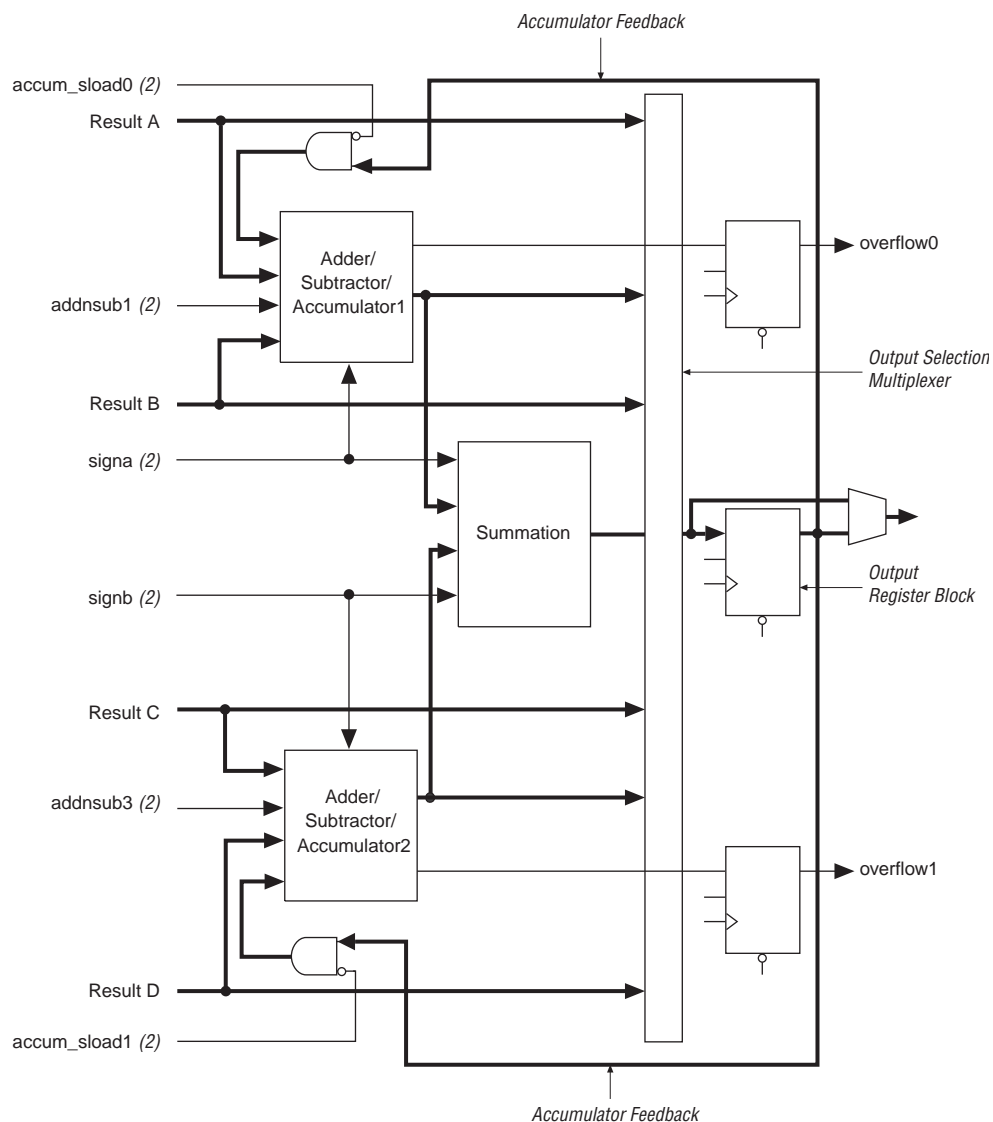 Accumulator Feedback
accum_sload0 (2)
Result A
overflow0
Adder/
Subtractor/
Accumulator1
addnsub1 (2)
Output Selection
Multiplexer
Result B
signa (2)
Summation
Output
Register Block
signb (2)
Result C
Adder/
Subtractor/
Accumulator2
addnsub3 (2)
overflow1
Result D
accum_sload1 (2)
Accumulator Feedback